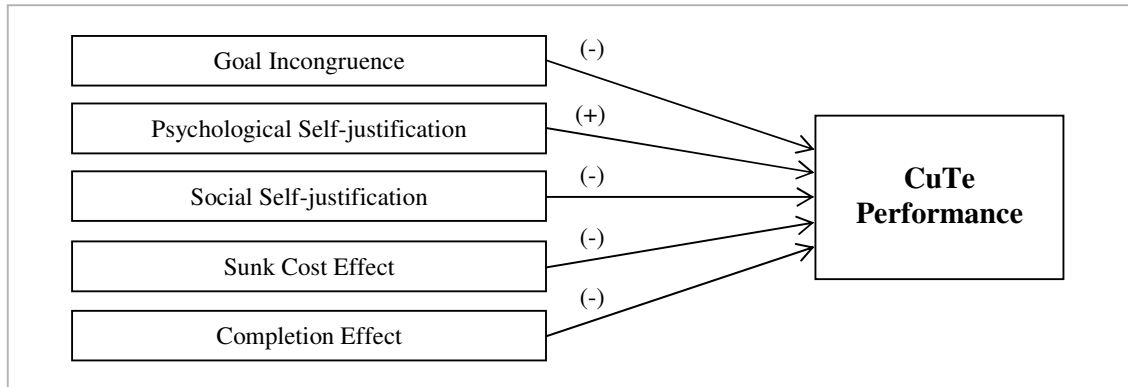 Goal Incongruence
(-)
Psychological Self-justification
(+)
Social Self-justification
(-)
Sunk Cost Effect
(-)
Completion Effect
(-)
CuTe
Performance